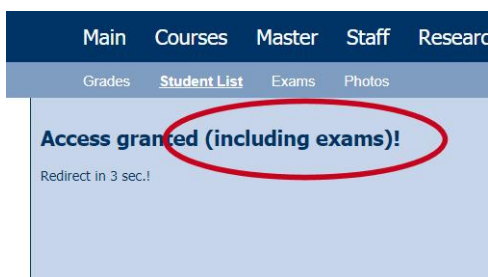 Main Courses Master Staff Researc
Grades Student List Exams Photos
Access granted (including exams)!
Redirect in 3 sec.!